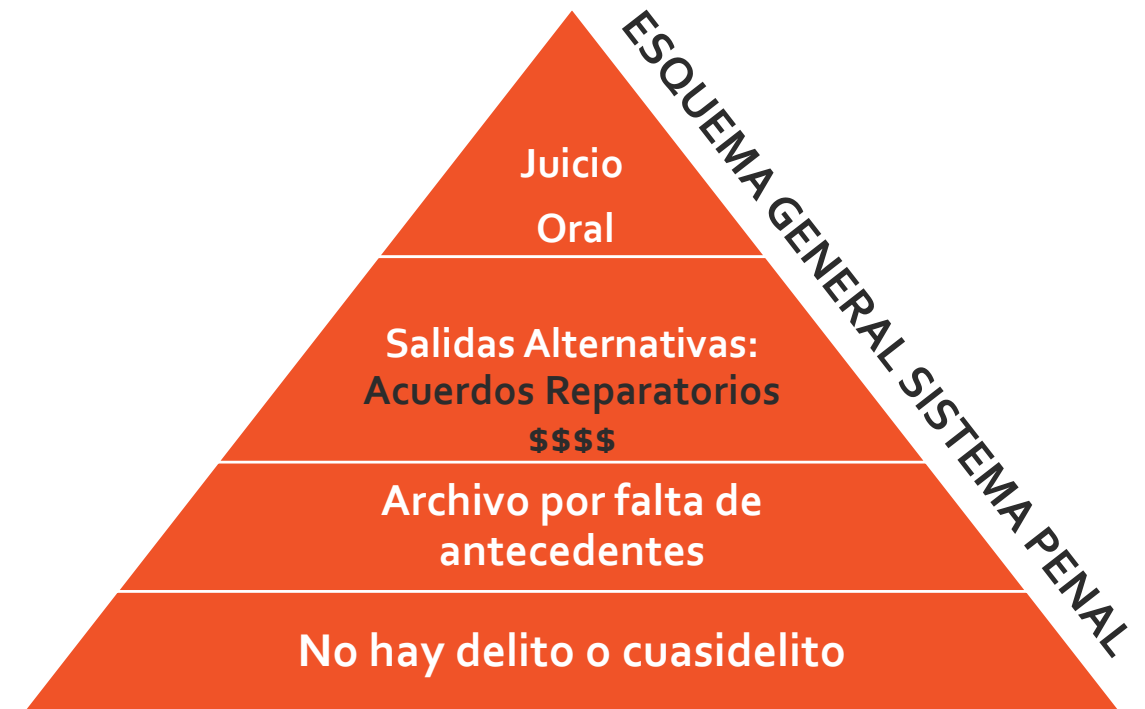 ESQUEMA GENERAL SISTEMA PENAL
Juicio
Oral
Salidas Alternativas:
Acuerdos Reparatorios
$$$$
Archivo por falta de
antecedentes
No hay delito o cuasidelito